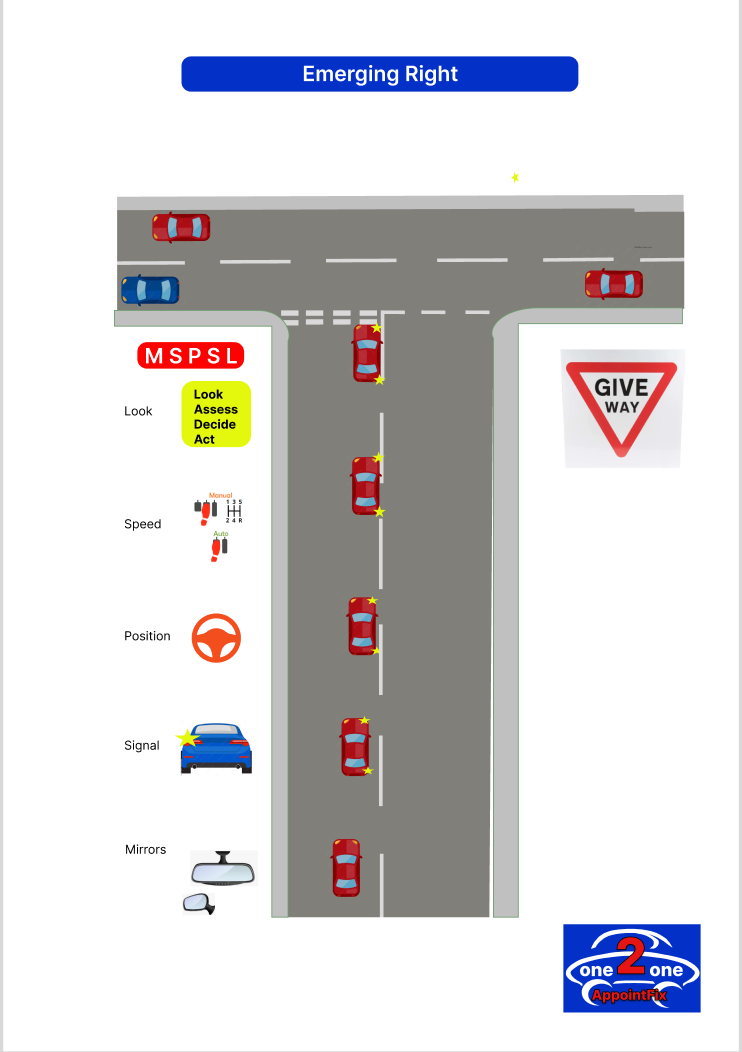 Emerging Right
M S P S L
Look
Look
Assess
Decide
Act
GIVE
WAY
Speed
Manual
1 3 5
2 4 R
Auto
Position
Signal
Mirrors
one 2 one
AppointFix